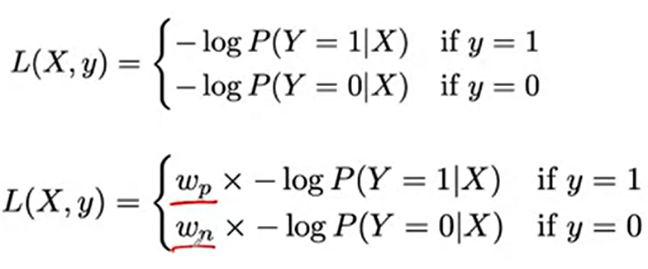 L(X, y) = { − log P(Y = 1|X) if y = 1
− log P(Y = 0|X) if y = 0
L(X, y) = { w_p × − log P(Y = 1|X) if y = 1
w_n × − log P(Y = 0|X) if y = 0